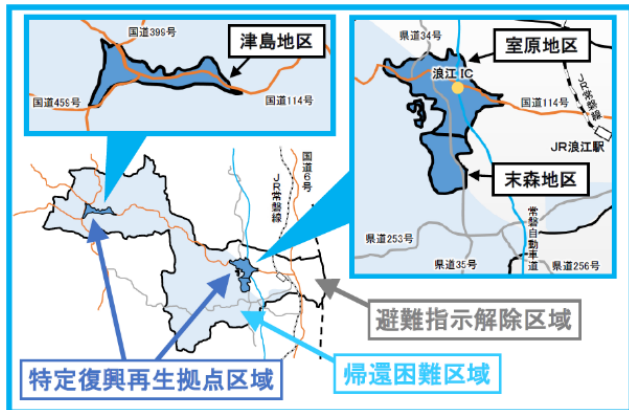 国道399号
津島地区
国道459号
国道114号
県道34号
室原地区
浪江IC
国道114号
JR常磐線
JR浪江駅
末森地区
県道253号
県道35号
常磐自動車道
県道256号
JR常磐線
国道6号
避難指示解除区域
特定復興再生拠点区域
帰還困難区域